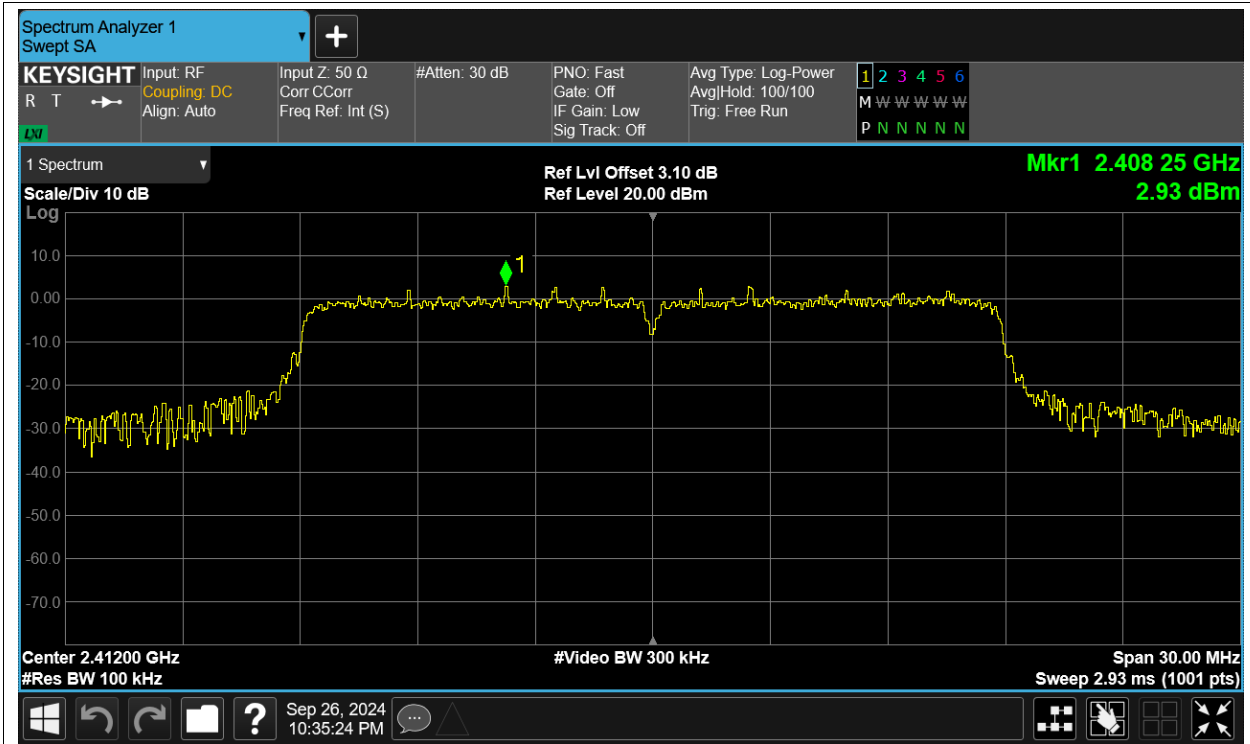 Spectrum Analyzer 1
Swept SA
+
KEYSIGHT
R T
LXI
Input: RF
Coupling: DC
Align: Auto
Input Z: 50 Ω
Corr CCorr
Freq Ref: Int (S)
#Atten: 30 dB
PNO: Fast
Gate: Off
IF Gain: Low
Sig Track: Off
Avg Type: Log-Power
Avg|Hold: 100/100
Trig: Free Run
1 2 3 4 5 6
M W W W W W
P N N N N N
1 Spectrum
Scale/Div 10 dB
Log
Ref Lvl Offset 3.10 dB
Ref Level 20.00 dBm
Mkr1 2.408 25 GHz
2.93 dBm
1
10.0
0.00
-10.0
-20.0
-30.0
-40.0
-50.0
-60.0
-70.0
Center 2.41200 GHz
#Res BW 100 kHz
#Video BW 300 kHz
Span 30.00 MHz
Sweep 2.93 ms (1001 pts)
?
Sep 26, 2024
10:35:24 PM